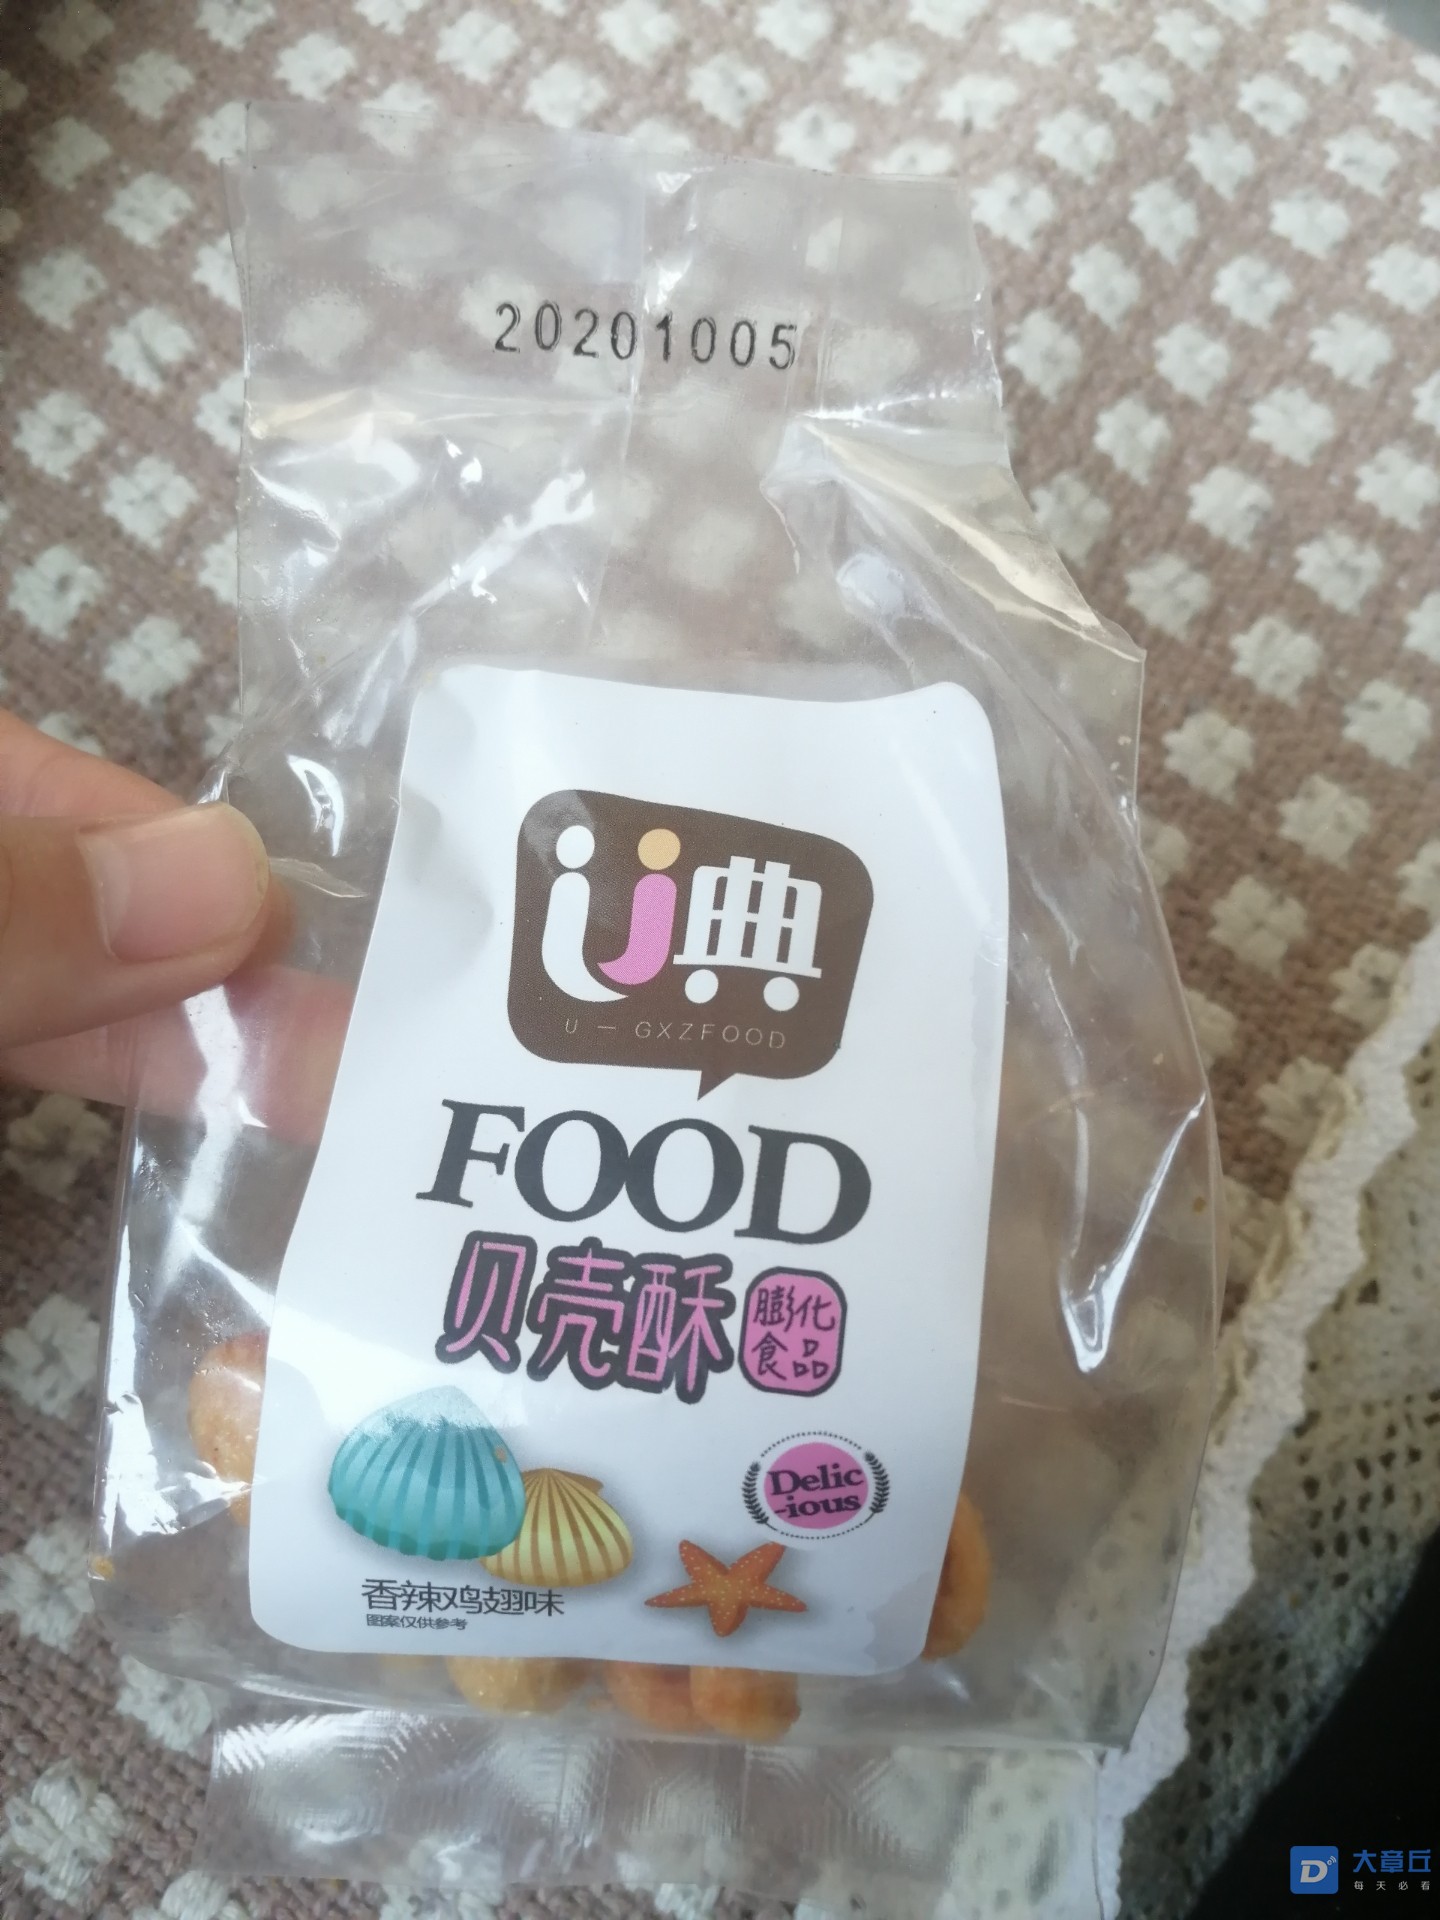 20201005
U典
U — GXZFOOD
FOOD
贝壳酥
膨化
食品
Delic
-ious
香辣鸡翅味
图案仅供参考
大章丘
每天必看